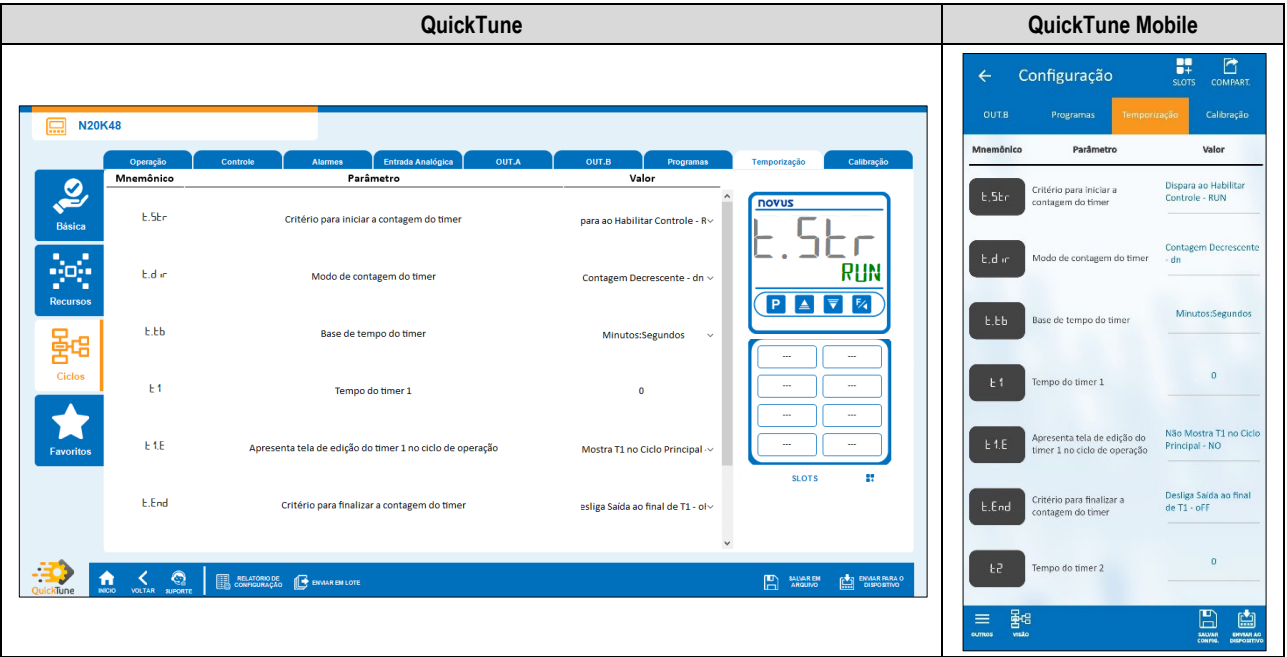 QuickTune
QuickTune Mobile
N20K48
Operação Controle Alarmes Entrada Analógica OUT.A OUT.B Programas Temporização Calibração
Mnemônico Parâmetro Valor
Básica
Recursos
Ciclos
Favoritos
t.Str Critério para iniciar a contagem do timer para ao Habilitar Controle - R
t.d ir Modo de contagem do timer Contagem Decrescente - dn
t.tb Base de tempo do timer Minutos:Segundos
t1 Tempo do timer 1 0
t1.E Apresenta tela de edição do timer 1 no ciclo de operação Mostra T1 no Ciclo Principal -
t.End Critério para finalizar a contagem do timer esliga Saída ao final de T1 - ol
novus
t.Str
RUN
P F/
--- ---
--- ---
--- ---
--- ---
SLOTS
QuickTune
INÍCIO VOLTAR SUPORTE
RELATÓRIO DE
CONFIGURAÇÃO
ENVIAR EM LOTE
SALVAR EM
ARQUIVO
ENVIAR PARA O
DISPOSITIVO
Configuração
SLOTS COMPART.
OUT.B Programas Temporização Calibração
Mnemônico Parâmetro Valor
t.Str
Critério para iniciar a
contagem do timer
Dispara ao Habilitar
Controle - RUN
t.d ir
Modo de contagem do timer
Contagem Decrescente
- dn
t.tb
Base de tempo do timer
Minutos:Segundos
t1
Tempo do timer 1
0
t1.E
Apresenta tela de edição do
timer 1 no ciclo de operação
Não Mostra T1 no Ciclo
Principal - NO
t.End
Critério para finalizar a
contagem do timer
Desliga Saída ao final
de T1 - oFF
t2
Tempo do timer 2
0
OUTROS VISÃO
SALVAR
CONFIG.
ENVIAR AO
DISPOSITIVO